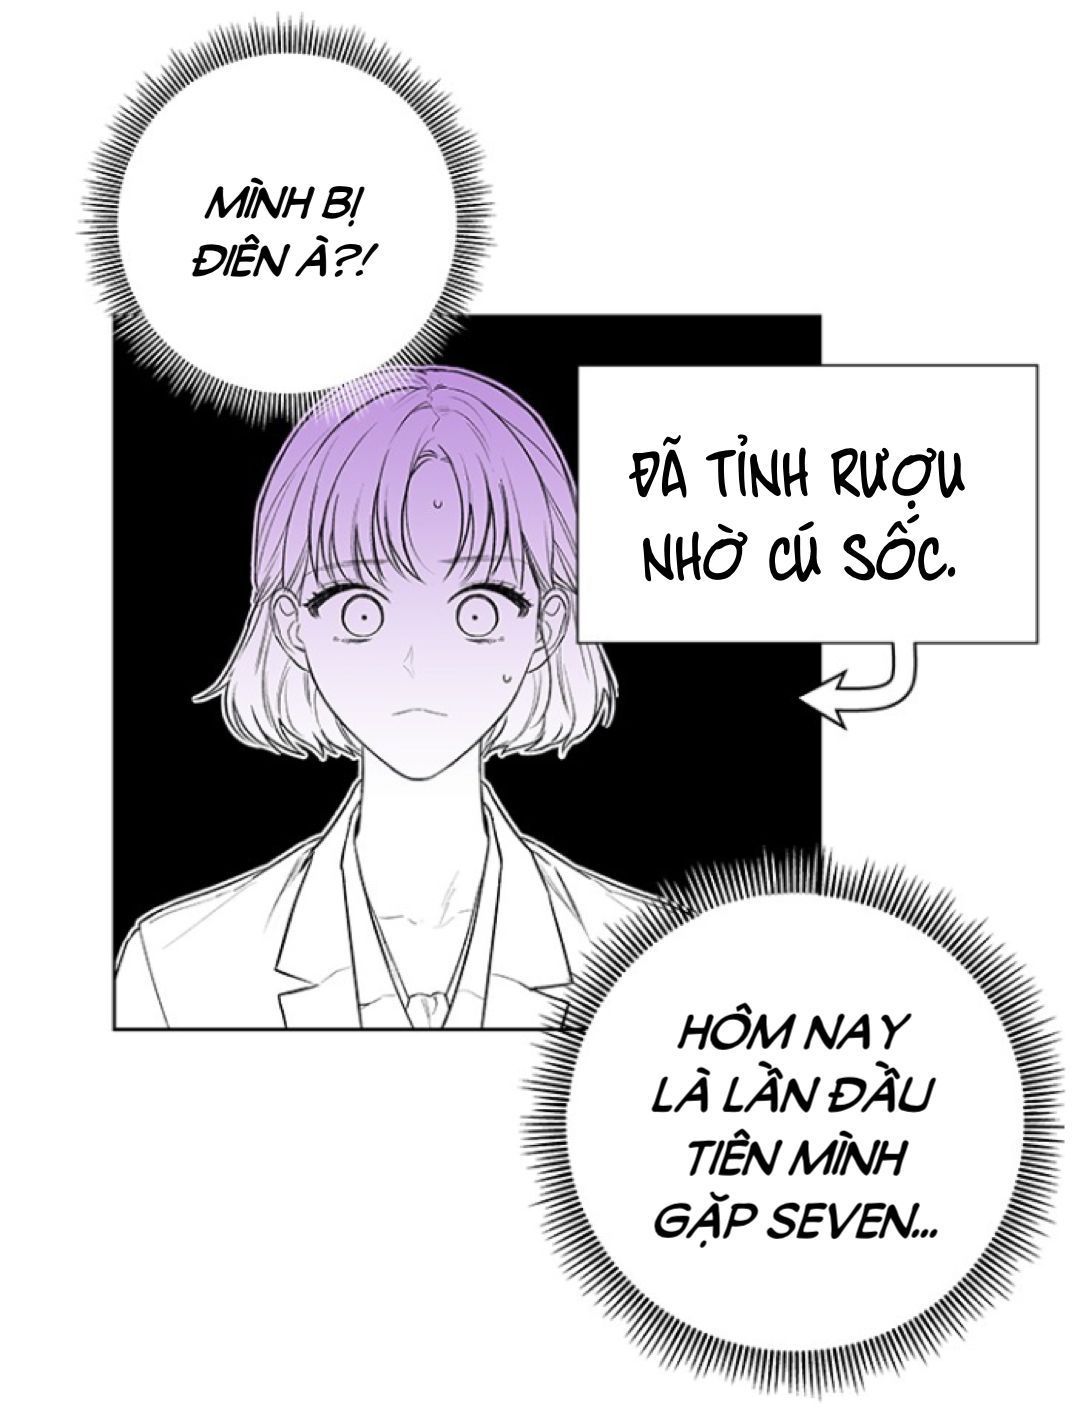 MÌNH BỊ
ĐIÊN À?!
ĐÃ TỈNH RƯỢU
NHỜ CÚ SỐC.
HÔM NAY
LÀ LẦN ĐẦU
TIÊN MÌNH
GẶP SEVEN...